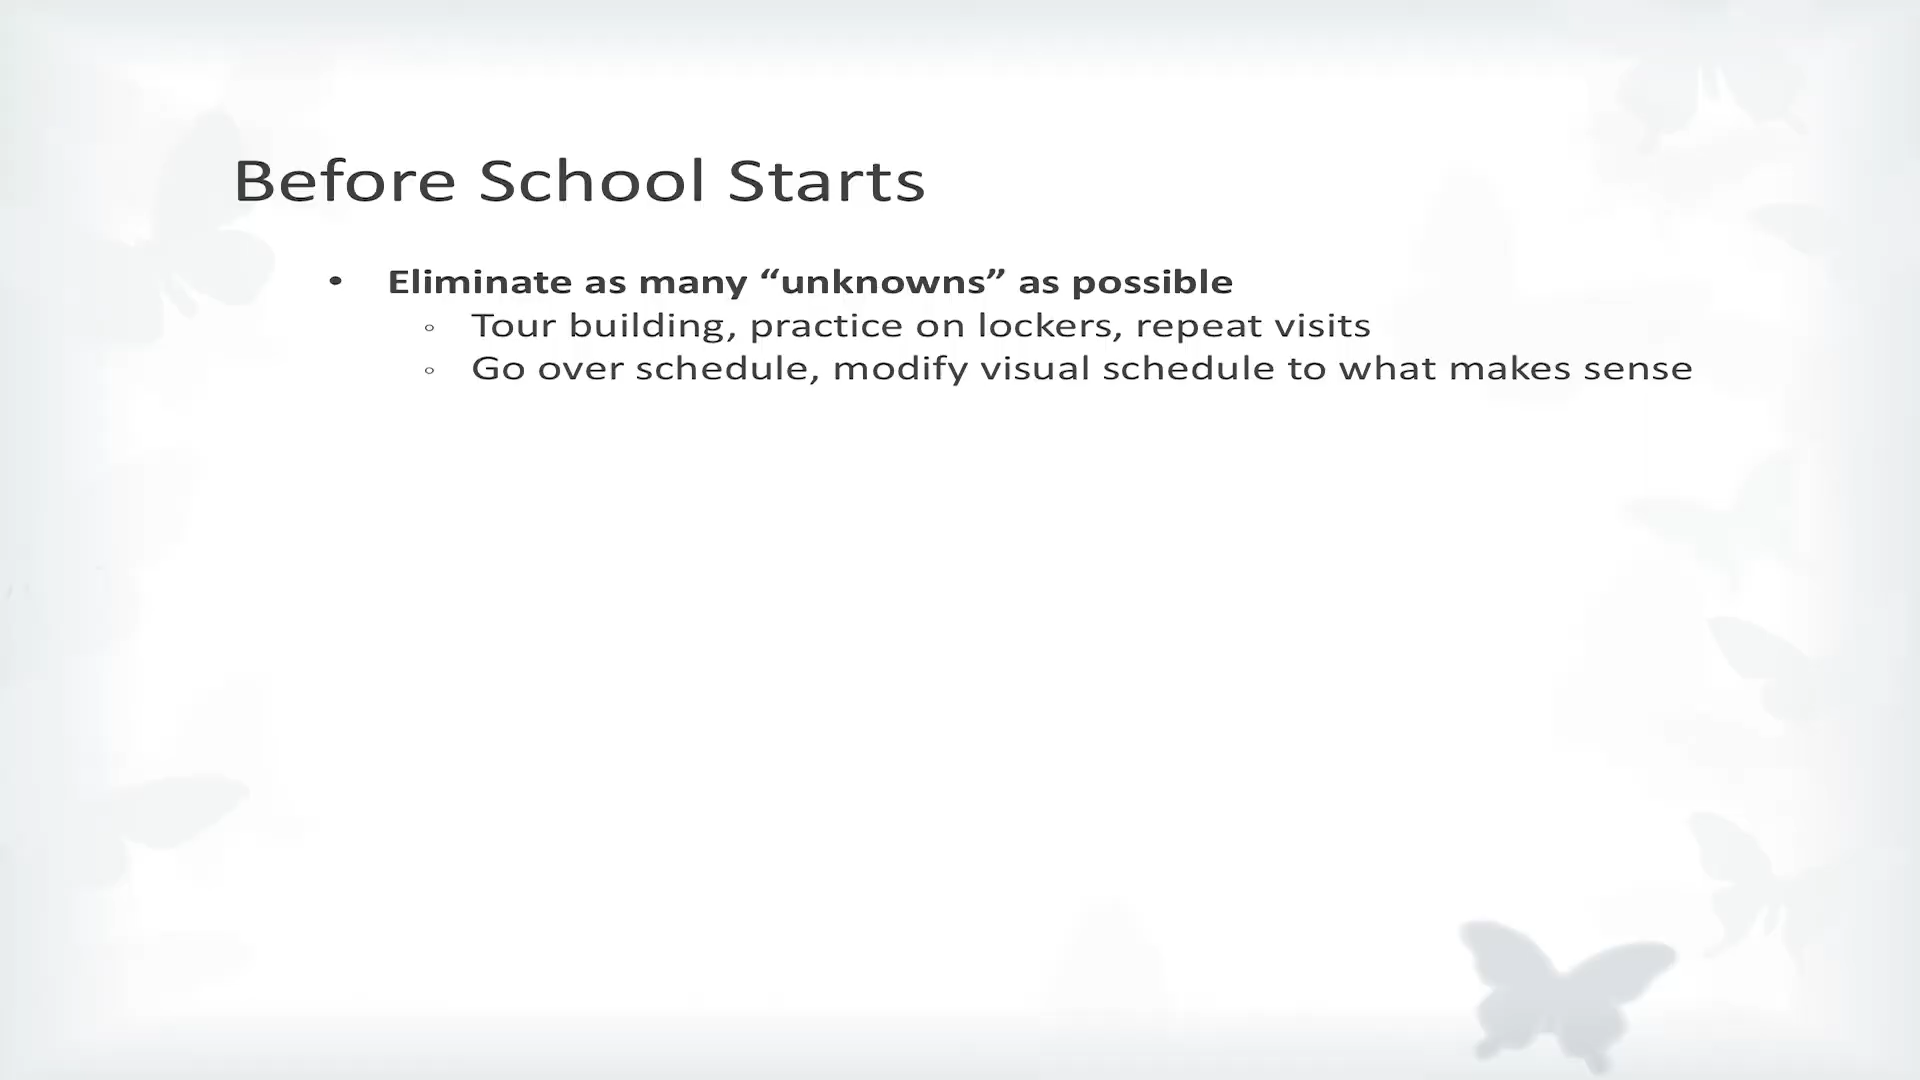 Before School Starts
• Eliminate as many “unknowns” as possible
◦ Tour building, practice on lockers, repeat visits
◦ Go over schedule, modify visual schedule to what makes sense